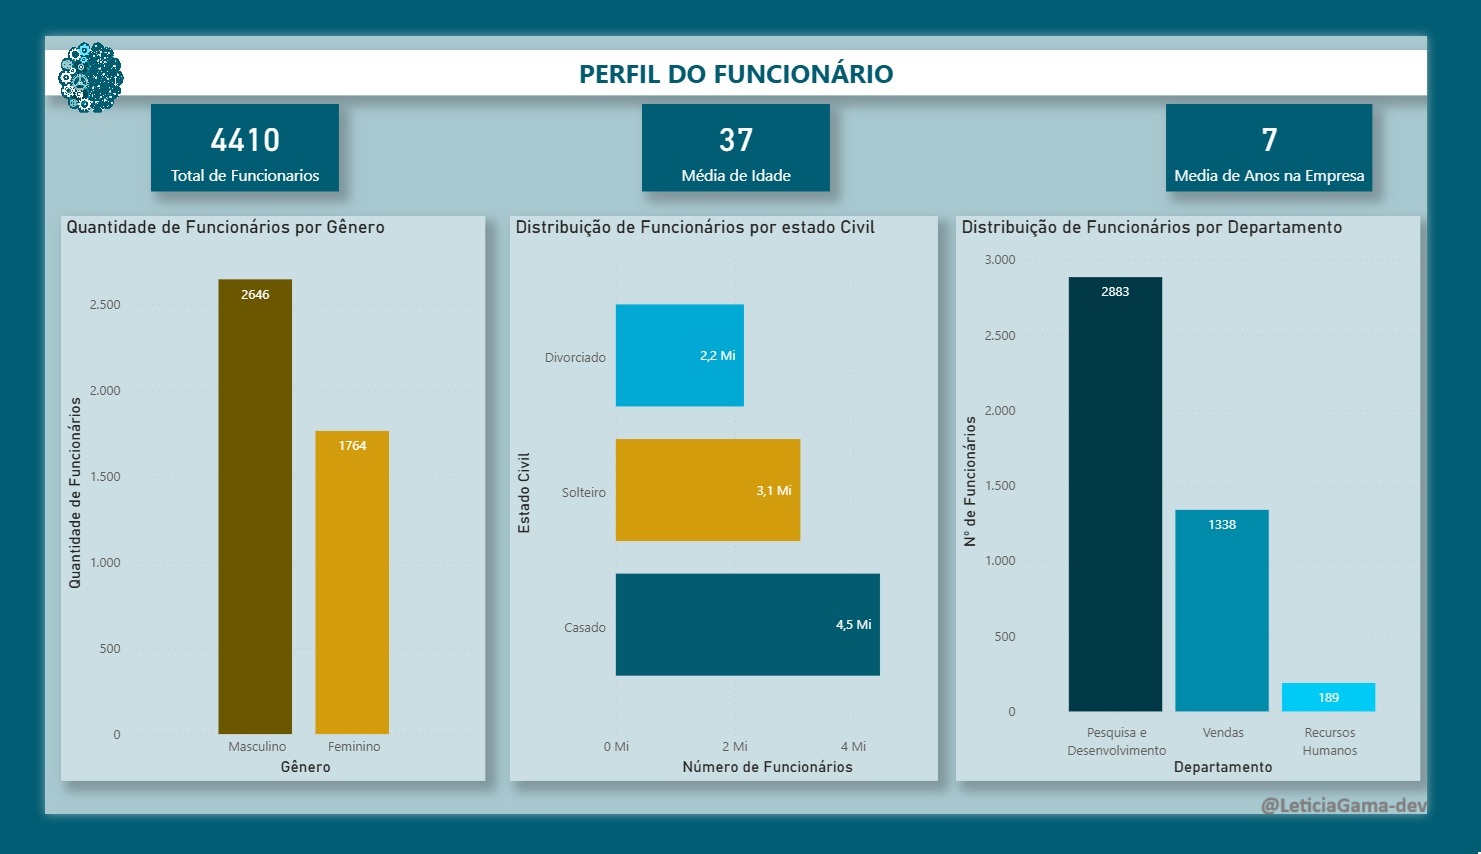 PERFIL DO FUNCIONÁRIO
4410
Total de Funcionarios
37
Média de Idade
7
Media de Anos na Empresa
Quantidade de Funcionários por Gênero
Quantidade de Funcionários
2.500
2.000
1.500
1.000
500
0
2646
1764
Masculino
Feminino
Gênero
Distribuição de Funcionários por estado Civil
Estado Civil
Divorciado
2,2 Mi
Solteiro
3,1 Mi
Casado
4,5 Mi
0 Mi
2 Mi
4 Mi
Número de Funcionários
Distribuição de Funcionários por Departamento
Nº de Funcionários
3.000
2.500
2.000
1.500
1.000
500
0
2883
1338
189
Pesquisa e
Desenvolvimento
Vendas
Recursos
Humanos
Departamento
@LeticiaGama-dev